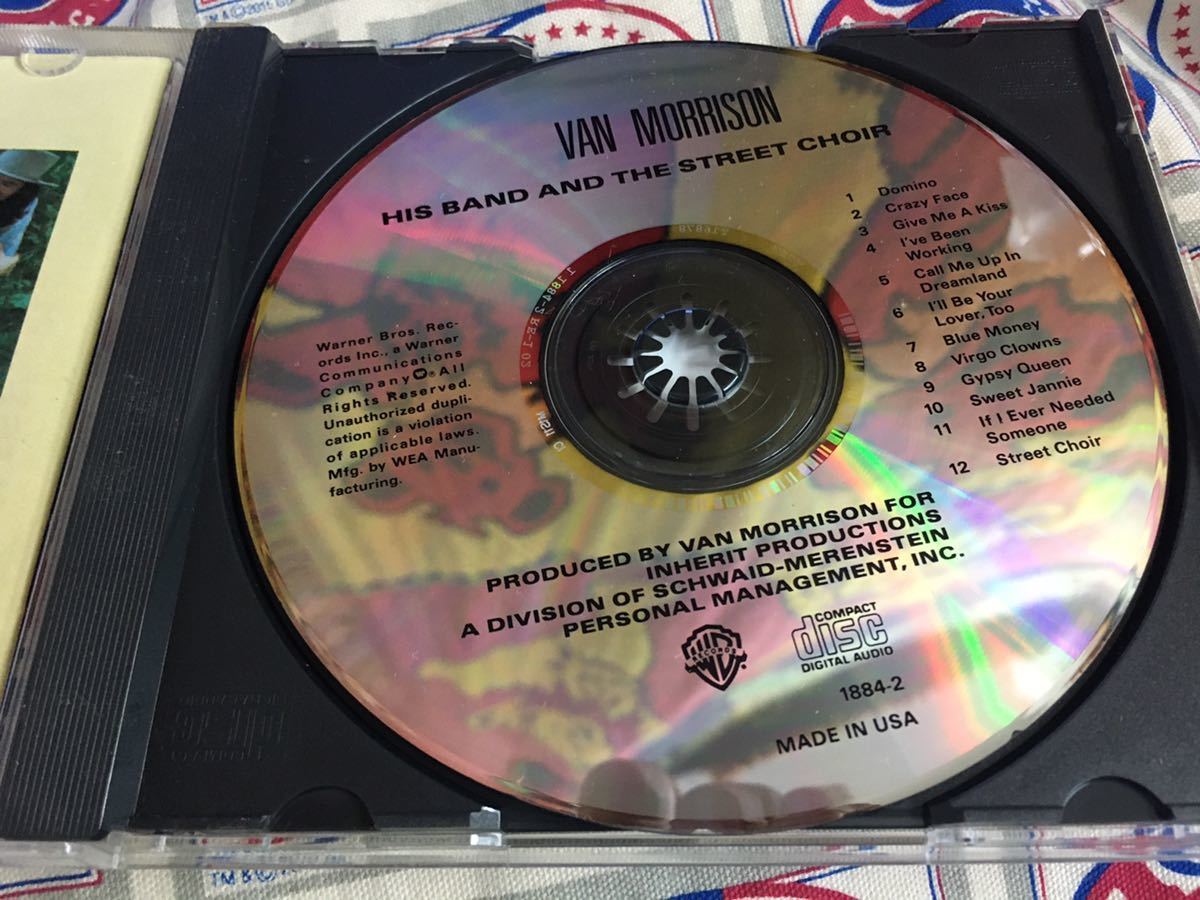 VAN MORRISON
HIS BAND AND THE STREET CHOIR
1 Domino
2 Crazy Face
3 Give Me A Kiss
4 I've Been
Working
5 Call Me Up In
Dreamland
6 I'll Be Your
Lover, Too
7 Blue Money
8 Virgo Clowns
9 Gypsy Queen
10 Sweet Jannie
11 If I Ever Needed
Someone
12 Street Choir
Warner Bros. Rec-
ords Inc., a Warner
Communications
Company ® All
Rights Reserved.
Unauthorized dupli-
cation is a violation
of applicable laws.
Mfg. by WEA Manu-
facturing.
PRODUCED BY VAN MORRISON FOR
INHERIT PRODUCTIONS
A DIVISION OF SCHWAID-MERENSTEIN
PERSONAL MANAGEMENT, INC.
WB
RECORDS
COMPACT
disc
DIGITAL AUDIO
1884-2
MADE IN USA